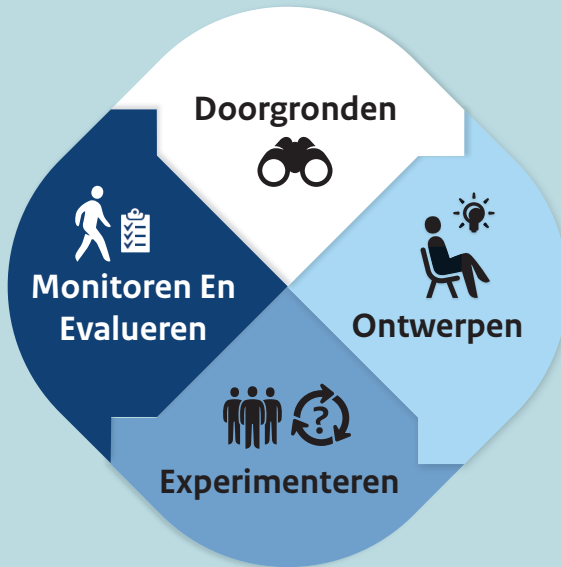 Doorgronden
Ontwerpen
?
Experimenteren
Monitoren En
Evalueren